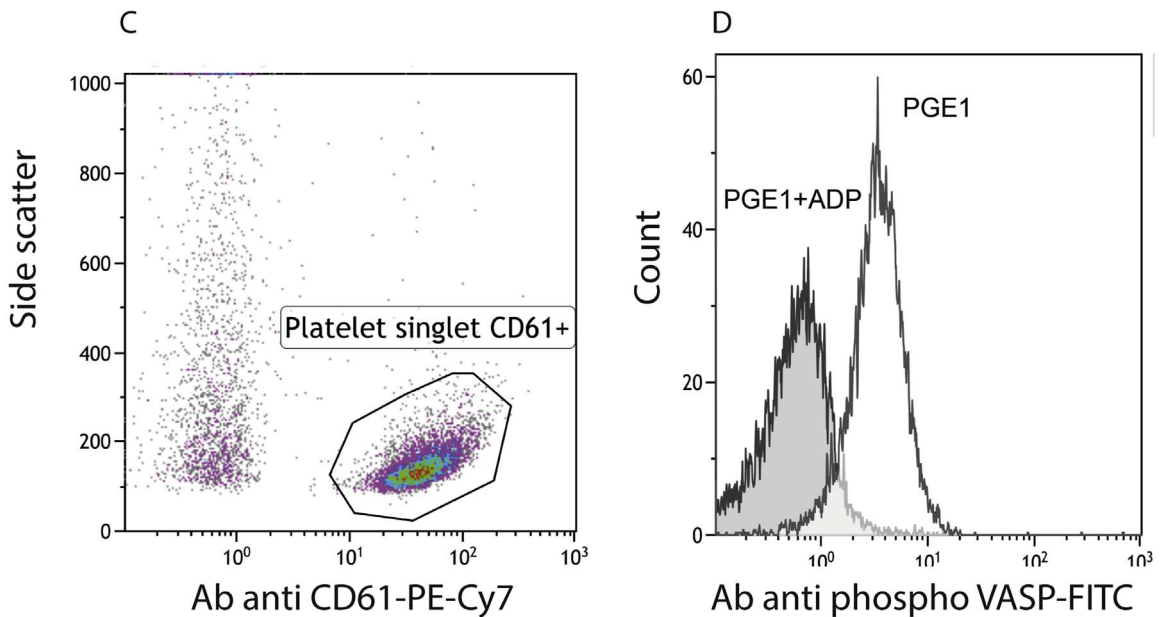 C
Side scatter
1000
800
600
400
200
0
Platelet singlet CD61+
10⁰ 10¹ 10² 10³
Ab anti CD61-PE-Cy7
D
Count
60
40
20
0
PGE1
PGE1+ADP
10⁰ 10¹ 10² 10³
Ab anti phospho VASP-FITC